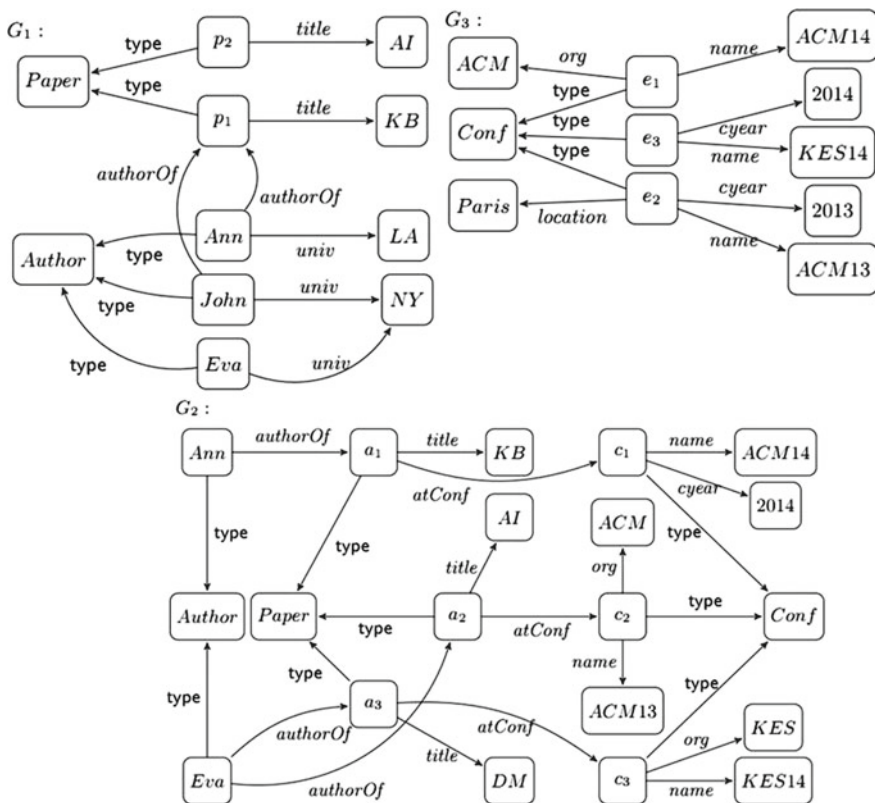 G1 :
p2
title
AI
type
Paper
type
p1
title
KB
authorOf
authorOf
Ann
univ
LA
type
Author
type
John
univ
NY
type
Eva
univ
G3 :
ACM
org
e1
name
ACM14
type
Conf
type
e3
cyear
2014
type
name
KES14
Paris
location
e2
cyear
2013
name
ACM13
G2 :
Ann
authorOf
a1
title
KB
atConf
c1
name
ACM14
cyear
2014
type
type
AI
title
ACM
org
type
Author
Paper
type
a2
atConf
c2
type
Conf
type
type
name
ACM13
type
a3
authorOf
atConf
title
DM
Eva
authorOf
c3
org
KES
name
KES14